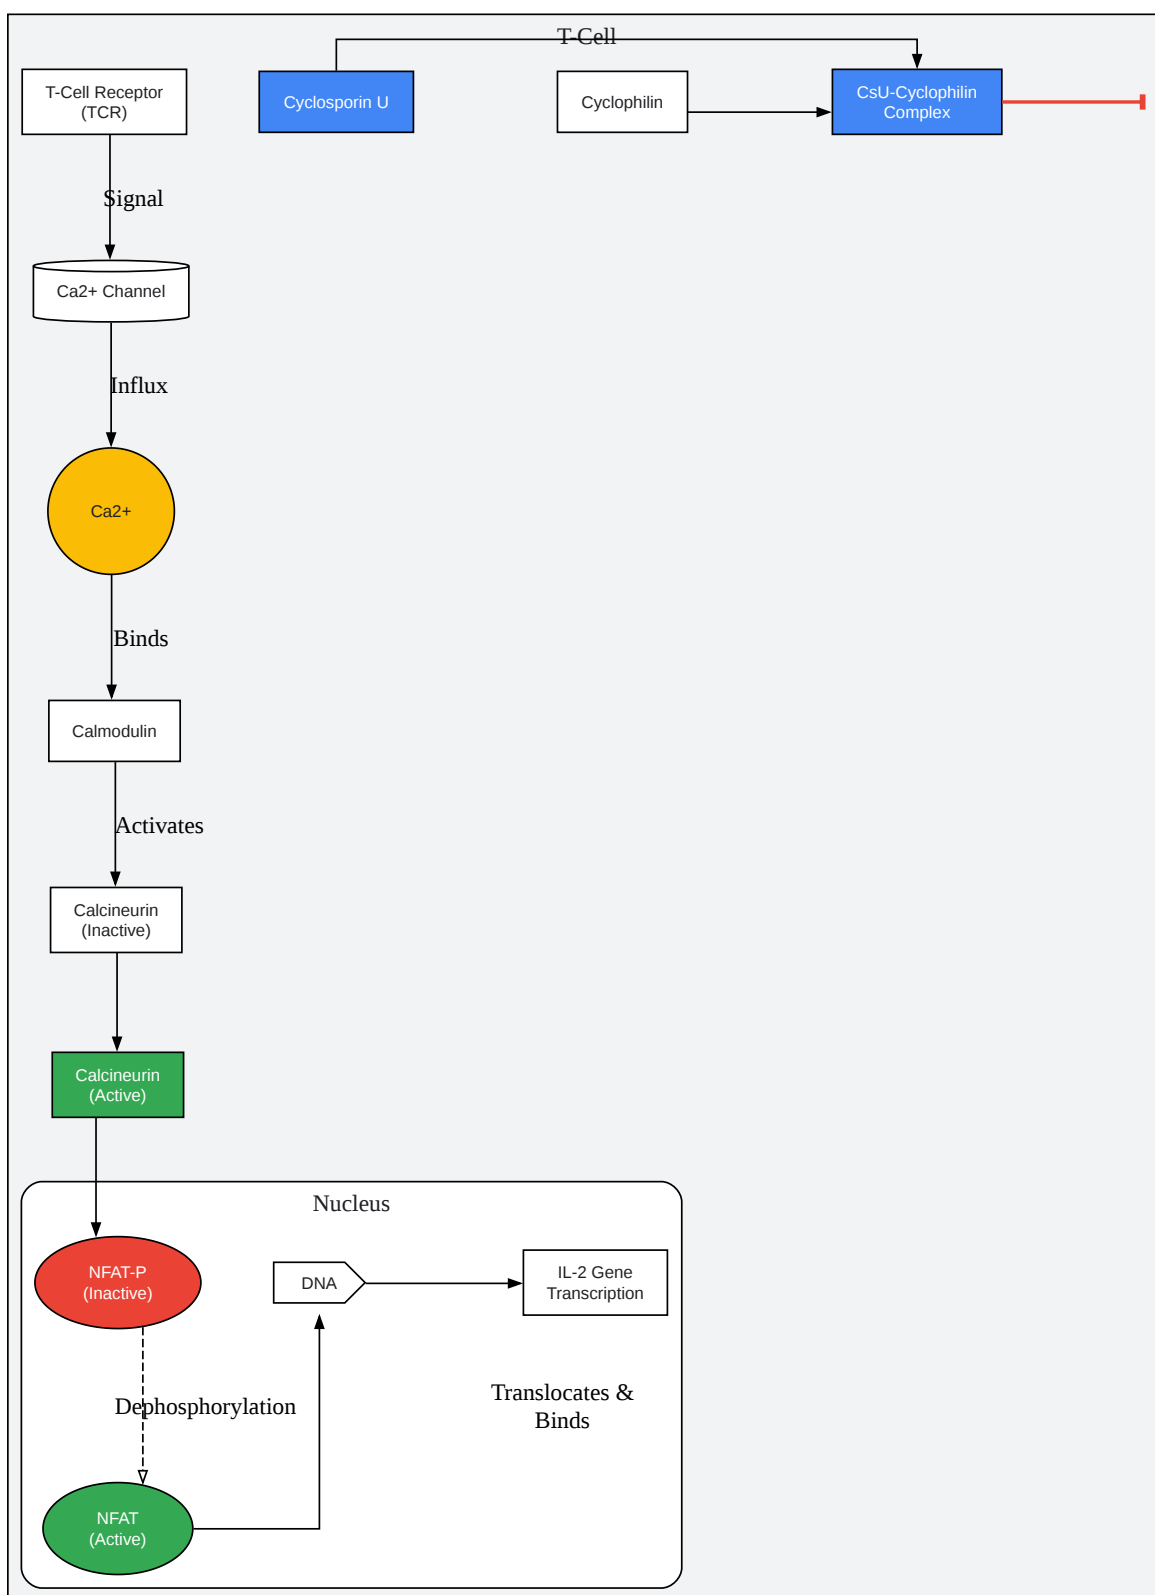 T-Cell
T-Cell Receptor
(TCR)
Cyclosporin U
Cyclophilin
CsU-Cyclophilin
Complex
Signal
Ca2+ Channel
Influx
Ca2+
Binds
Calmodulin
Activates
Calcineurin
(Inactive)
Calcineurin
(Active)
Nucleus
NFAT-P
(Inactive)
DNA
IL-2 Gene
Transcription
Dephosphorylation
Translocates &
Binds
NFAT
(Active)